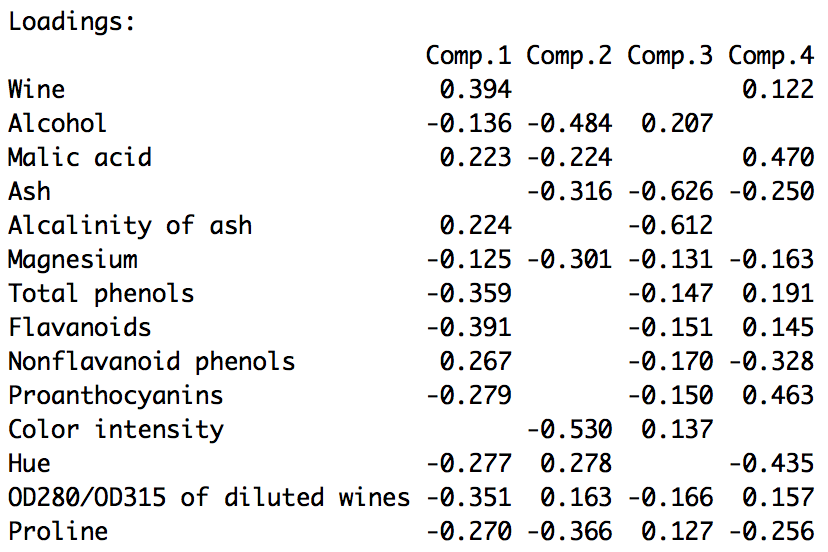 Loadings:
                         Comp.1 Comp.2 Comp.3 Comp.4
Wine                      0.394                0.122
Alcohol                  -0.136 -0.484  0.207
Malic acid                0.223 -0.224         0.470
Ash                             -0.316 -0.626 -0.250
Alcalinity of ash         0.224        -0.612
Magnesium                -0.125 -0.301 -0.131 -0.163
Total phenols            -0.359        -0.147  0.191
Flavanoids               -0.391        -0.151  0.145
Nonflavanoid phenols      0.267        -0.170 -0.328
Proanthocyanins          -0.279        -0.150  0.463
Color intensity                 -0.530  0.137
Hue                      -0.277  0.278        -0.435
OD280/OD315 of diluted wines -0.351  0.163 -0.166  0.157
Proline                  -0.270 -0.366  0.127 -0.256